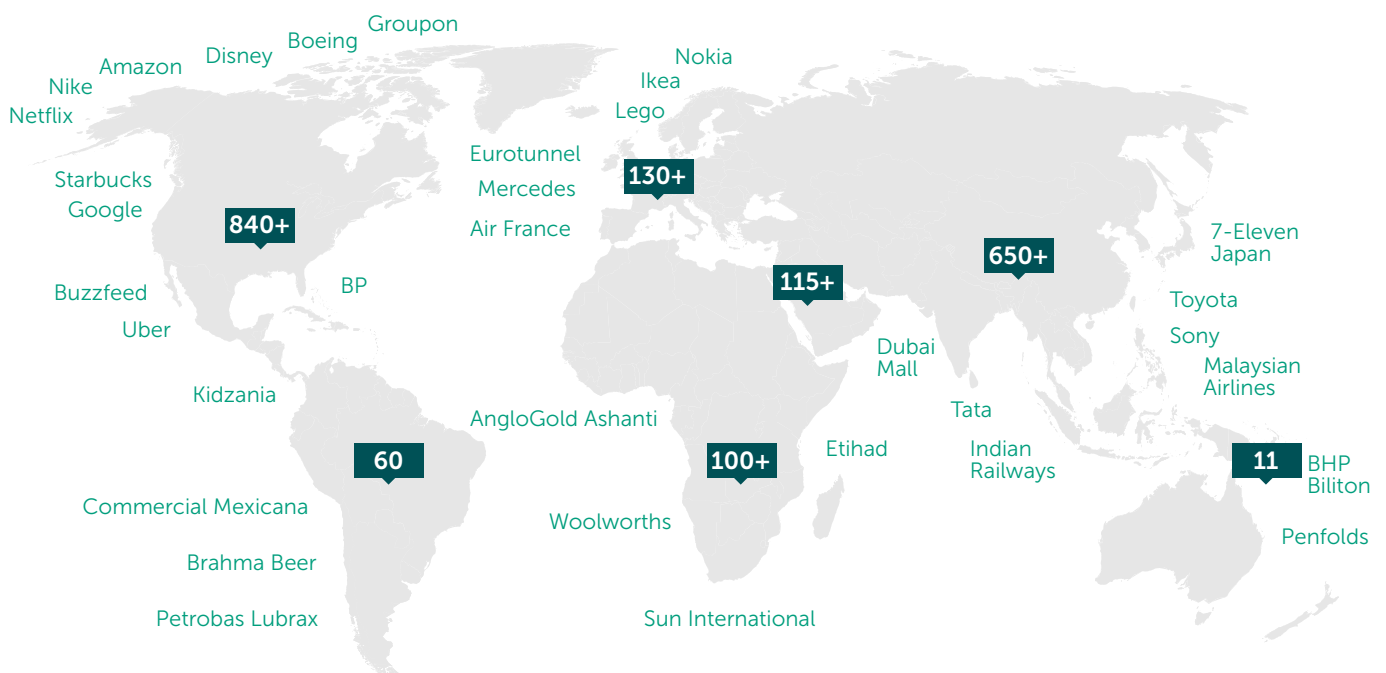 Groupon
Boeing
Disney
Amazon
Nike
Netflix
Nokia
Ikea
Lego
Starbucks
Google
840+
Eurotunnel
Mercedes
Air France
130+
115+
650+
7-Eleven
Japan
Buzzfeed
Uber
BP
Toyota
Sony
Malaysian
Airlines
Dubai
Mall
Kidzania
AngloGold Ashanti
Tata
Etihad
Indian
Railways
60
100+
11
BHP
Biliton
Commercial Mexicana
Woolworths
Penfolds
Brahma Beer
Petrobas Lubrax
Sun International